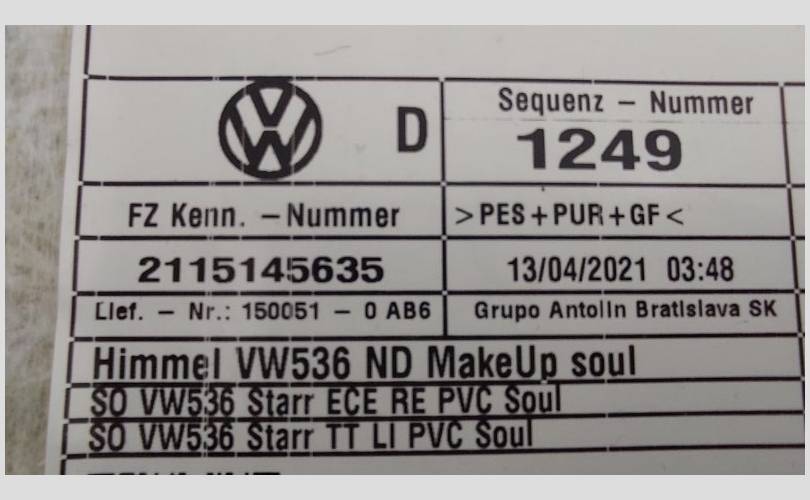 D
Sequenz - Nummer
1249
FZ Kenn. - Nummer
>PES+PUR+GF<
2115145635
13/04/2021 03:48
Lief. - Nr.: 150051 - 0 AB6
Grupo Antolin Bratislava SK
Himmel VW536 ND MakeUp soul
SO VW536 Starr ECE RE PVC Soul
SO VW536 Starr TT LI PVC Soul